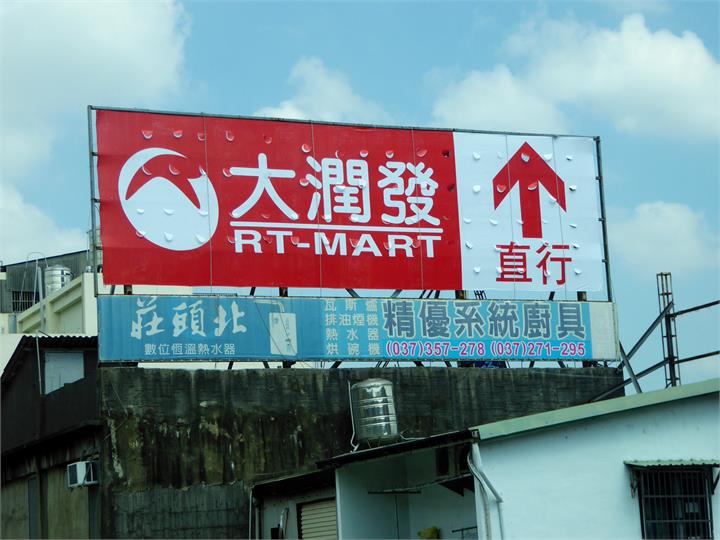 大潤發
RT-MART
直行
莊頭北
數位恆溫熱水器
瓦斯爐
排油煙機
熱水器
烘碗機
精優系統廚具
(037)357-278 (037)271-295